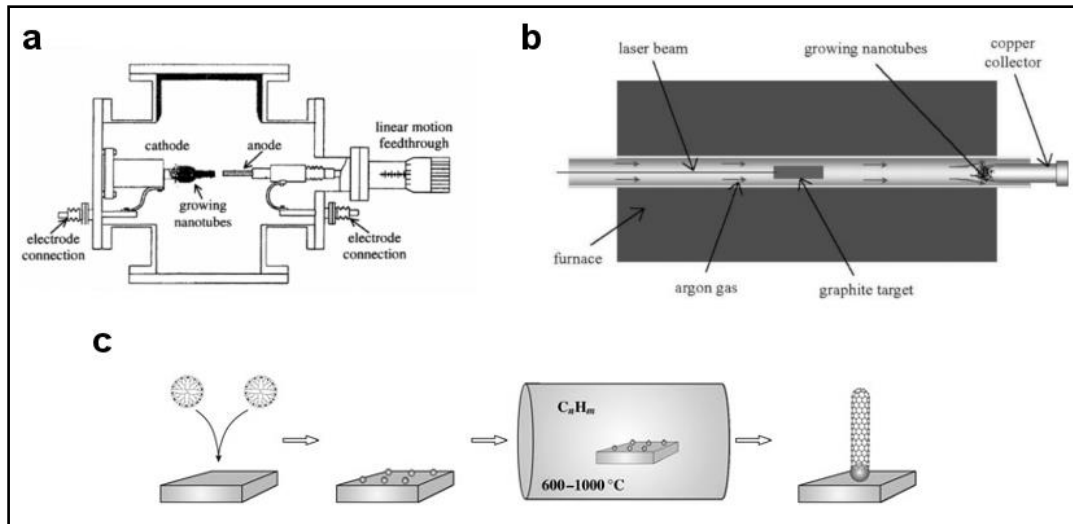 a
cathode
anode
linear motion
feedthrough
growing
nanotubes
electrode
connection
electrode
connection
b
laser beam
growing nanotubes
copper
collector
furnace
argon gas
graphite target
c
CnHm
600–1000 °C